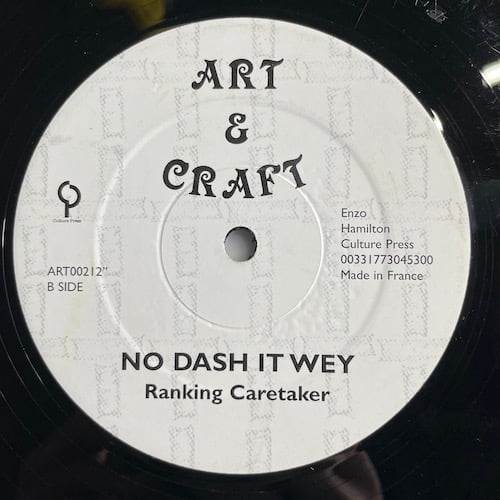 ART
&
CRAFT
Culture Press
Enzo
Hamilton
Culture Press
00331773045300
Made in France
ART00212"
B SIDE
NO DASH IT WEY
Ranking Caretaker